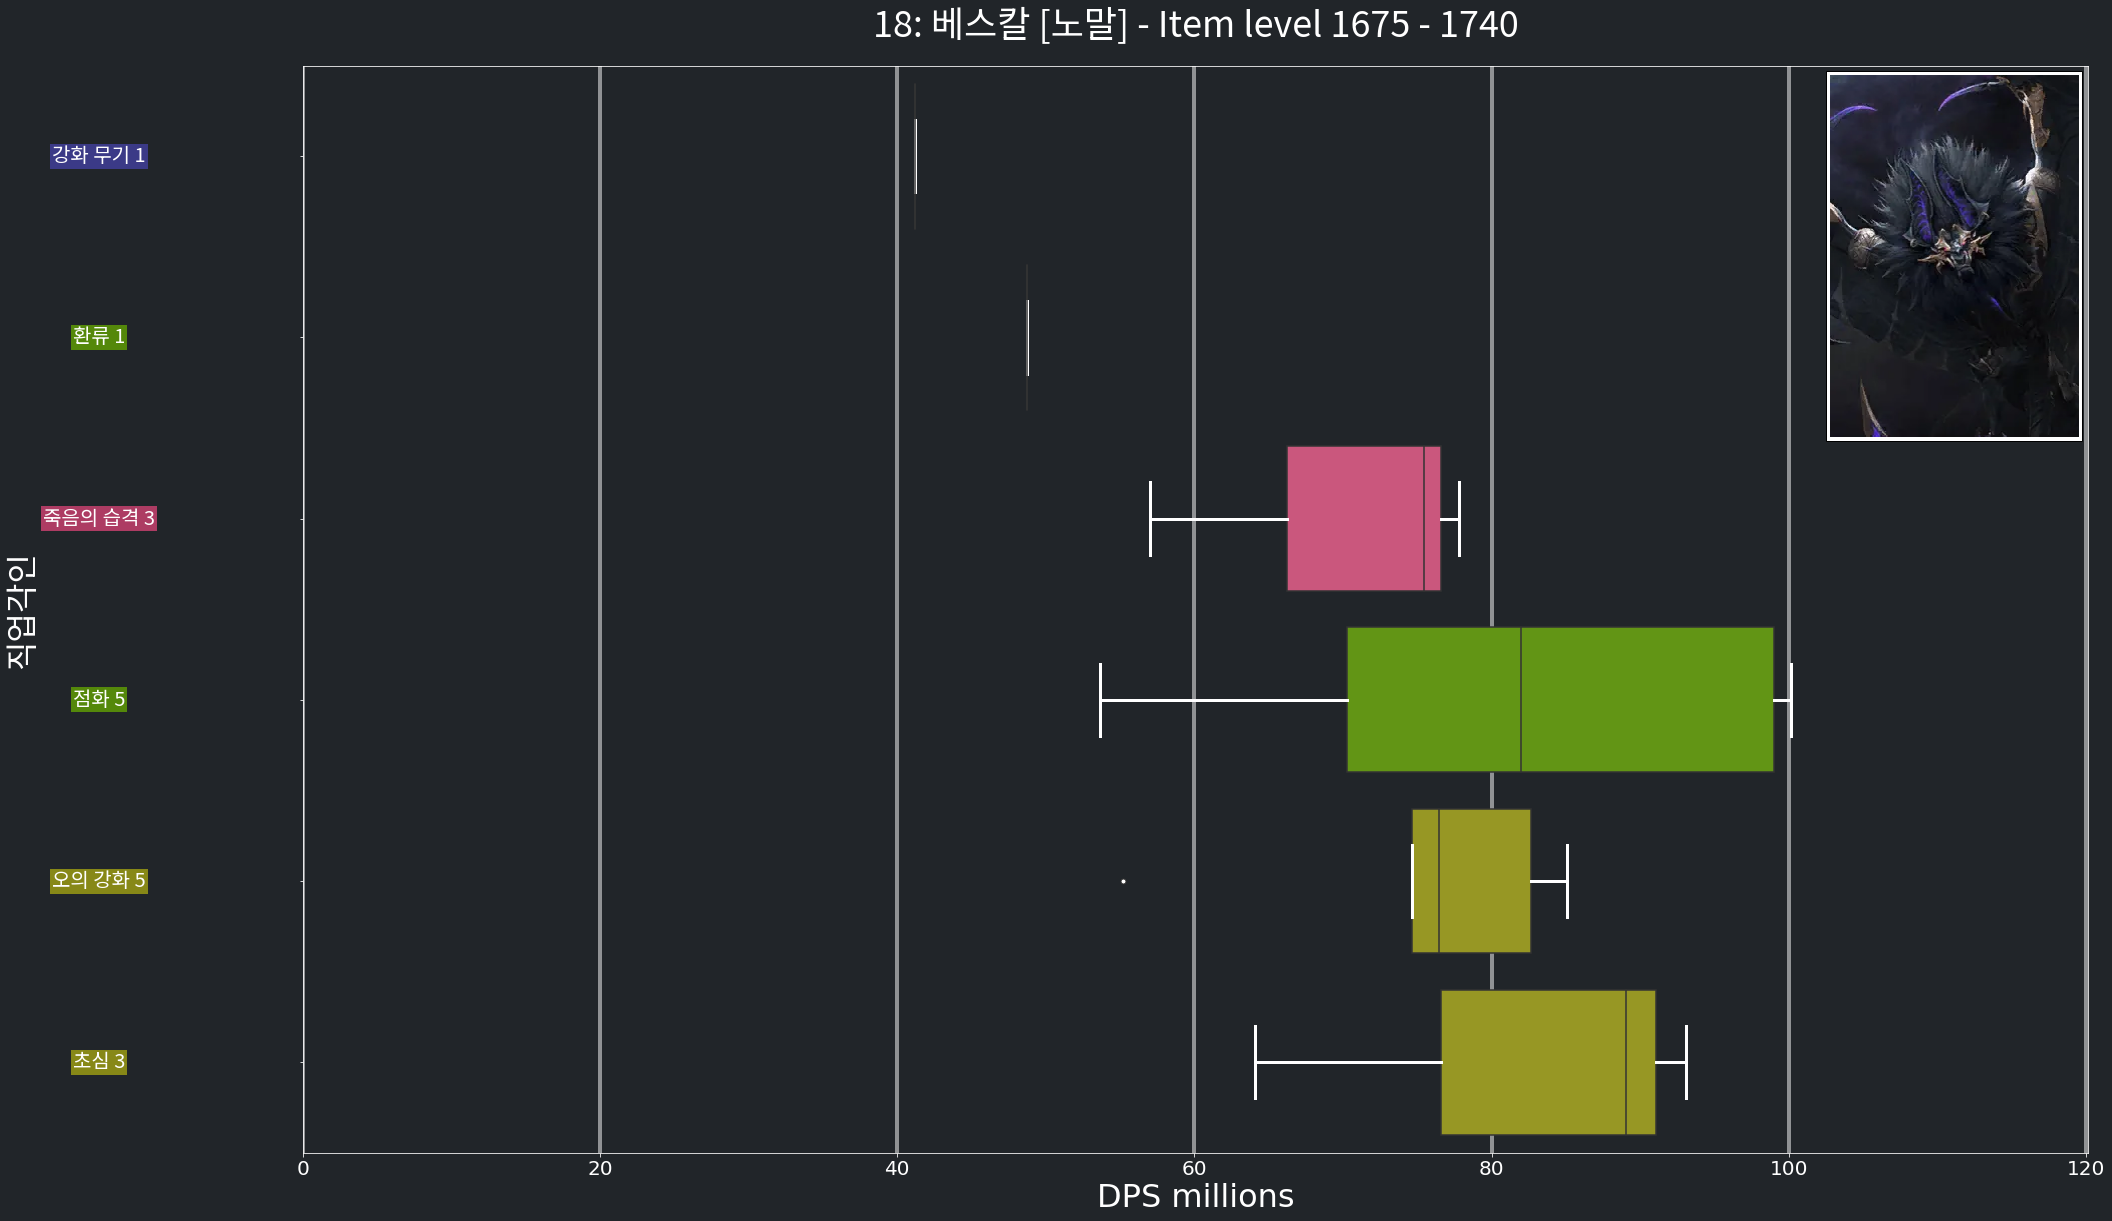 18: 베스칼 [노말] - Item level 1675 - 1740
직업각인
강화 무기 1
환류 1
죽음의 습격 3
점화 5
오의 강화 5
초심 3
0 20 40 60 80 100 120
DPS millions